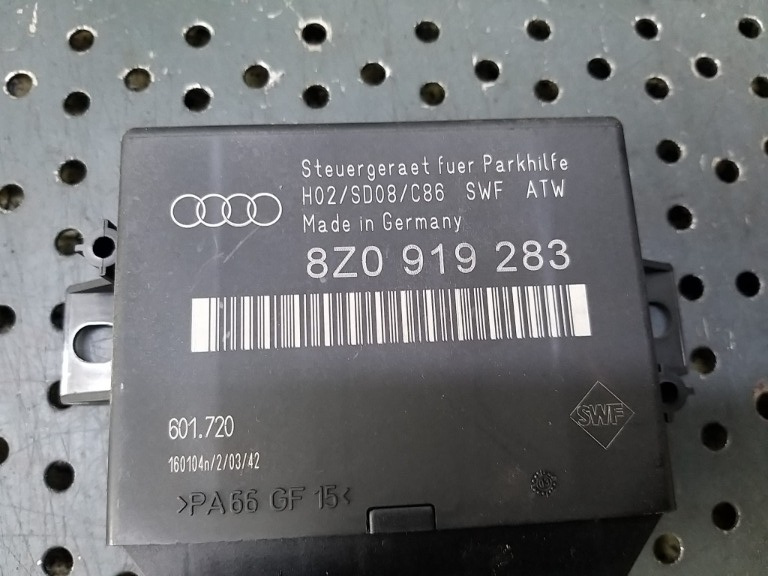 Steuergeraet fuer Parkhilfe
H02/SD08/C86 SWF ATW
Made in Germany
8Z0 919 283
601.720
SWF
160104n/2/03/42
>PA66 GF 15<